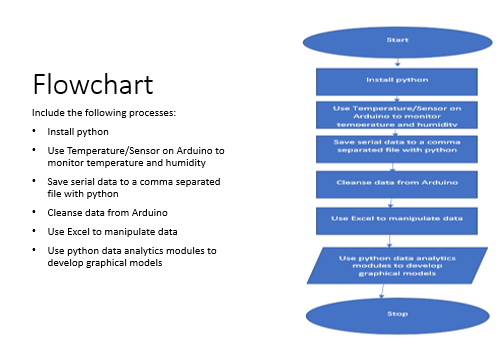 Flowchart
Include the following processes:
• Install python
• Use Temperature/Sensor on Arduino to
monitor temperature and humidity
• Save serial data to a comma separated
file with python
• Cleanse data from Arduino
• Use Excel to manipulate data
• Use python data analytics modules to
develop graphical models
Start
Install python
Use Temperature/Sensor on
Arduino to monitor
temperature and humidity
Save serial data to a comma
separated file with python
Cleanse data from Arduino
Use Excel to manipulate data
Use python data analytics
modules to develop
graphical models
Stop